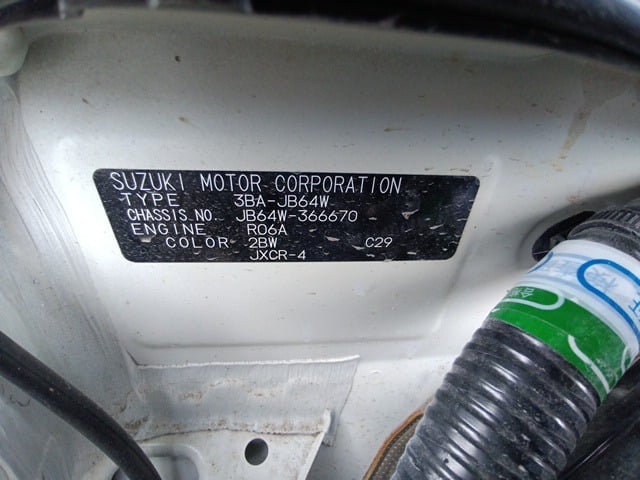 SUZUKI MOTOR CORPORATION
TYPE 3BA-JB64W
CHASSIS NO. JB64W-366670
ENGINE R06A
COLOR 2BW C29
JXCR-4